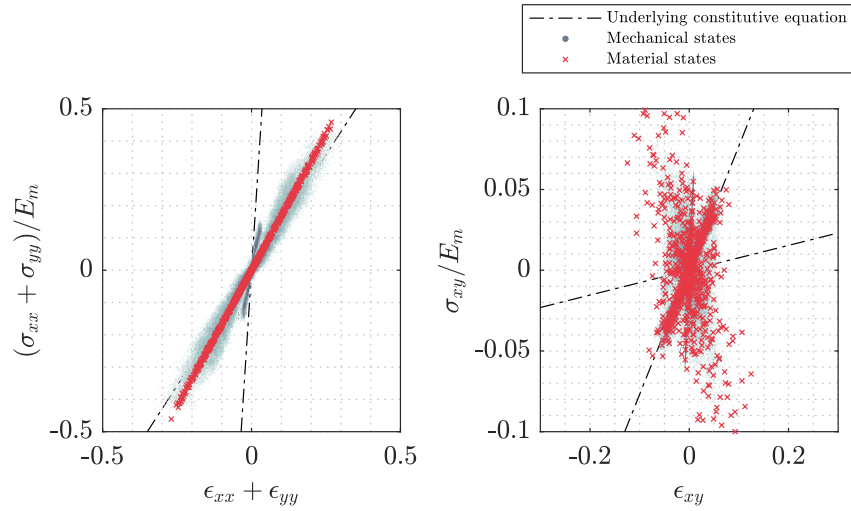 Underlying constitutive equation
Mechanical states
Material states
0.5
0
-0.5
-0.5 0 0.5
(σxx + σyy)/Em
ϵxx + ϵyy
0.1
0.05
0
-0.05
-0.1
-0.2 0 0.2
σxy/Em
ϵxy